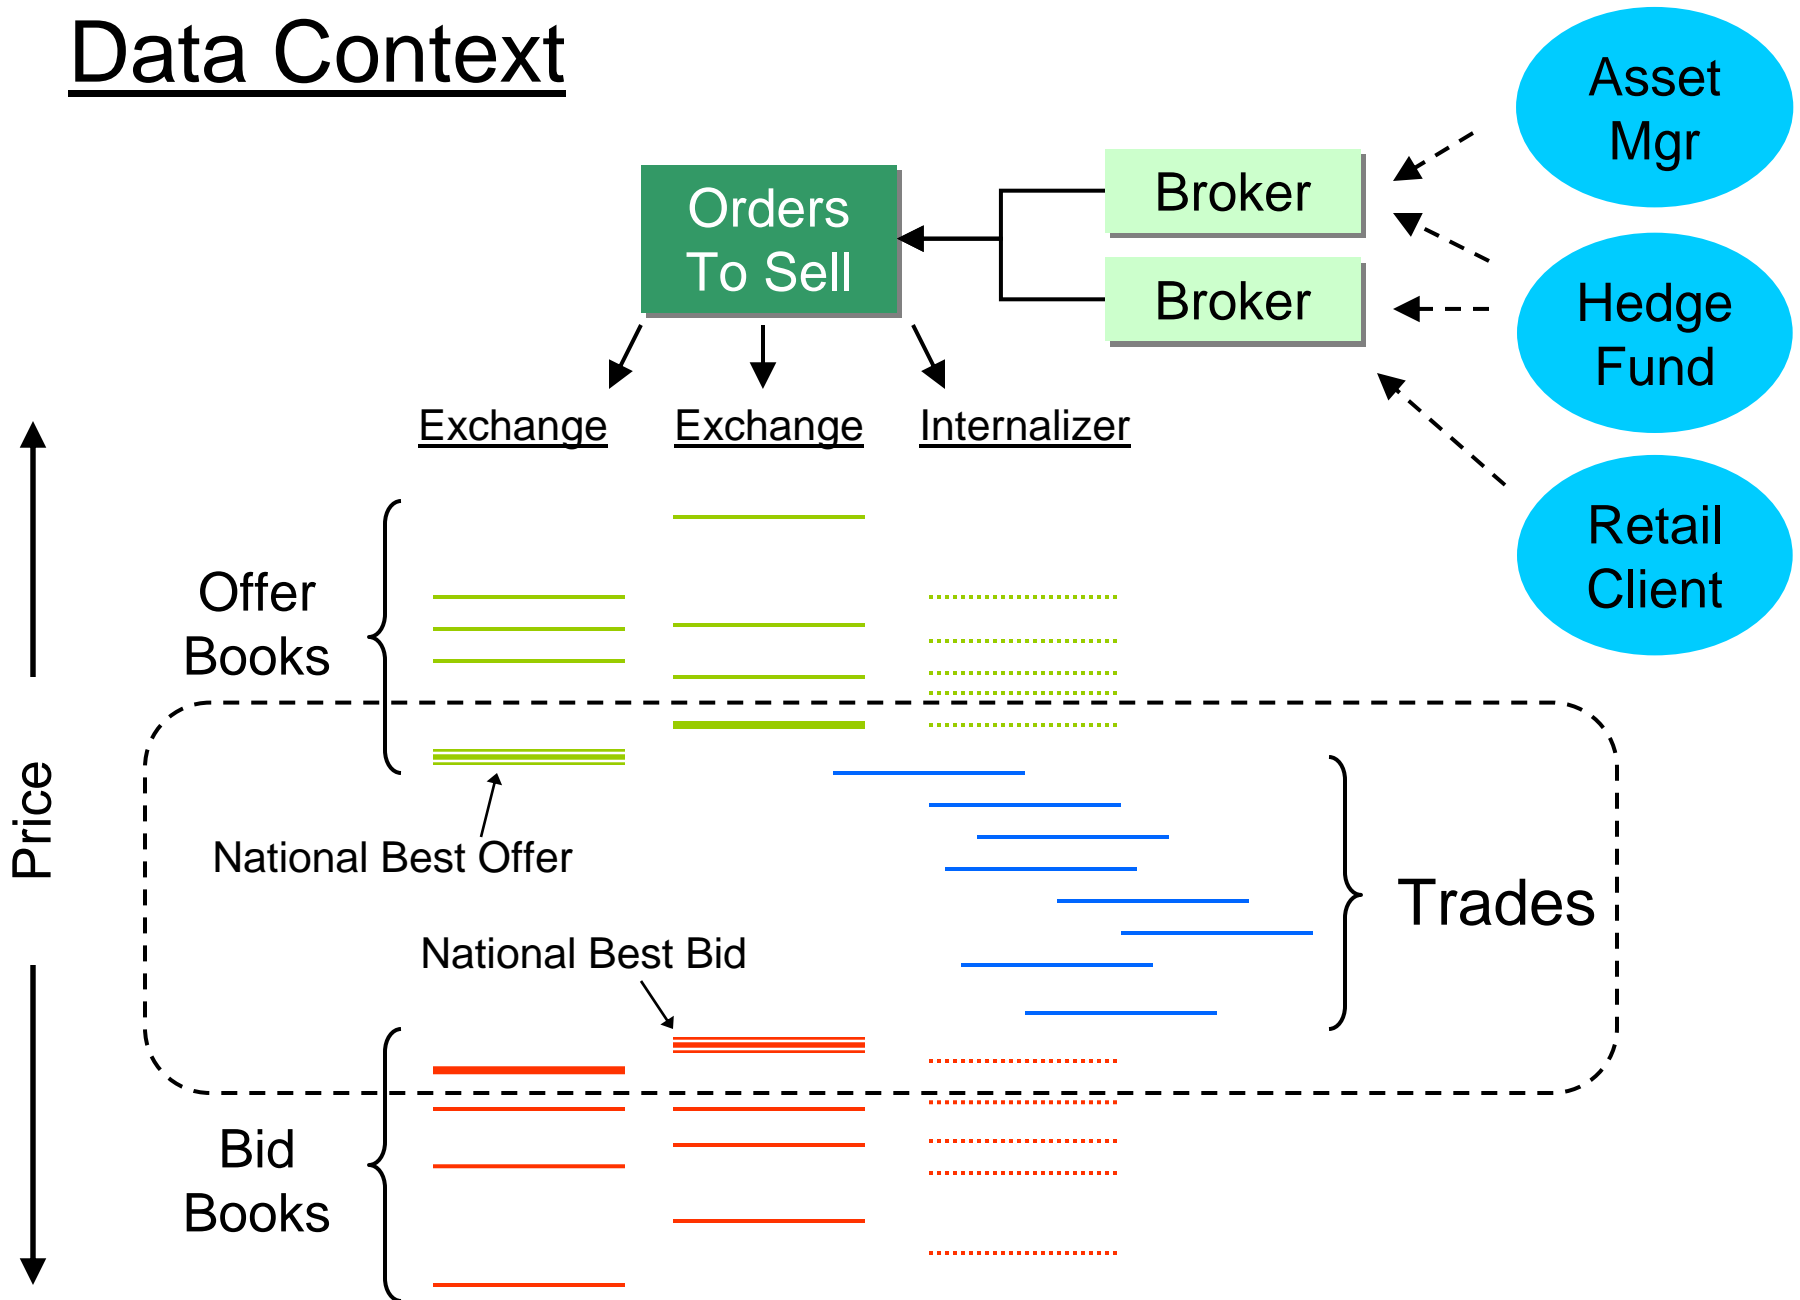 Data Context
Asset
Mgr
Orders
To Sell
Broker
Broker
Hedge
Fund
Exchange
Exchange
Internalizer
Retail
Client
Offer
Books
Price
National Best Offer
Trades
National Best Bid
Bid
Books